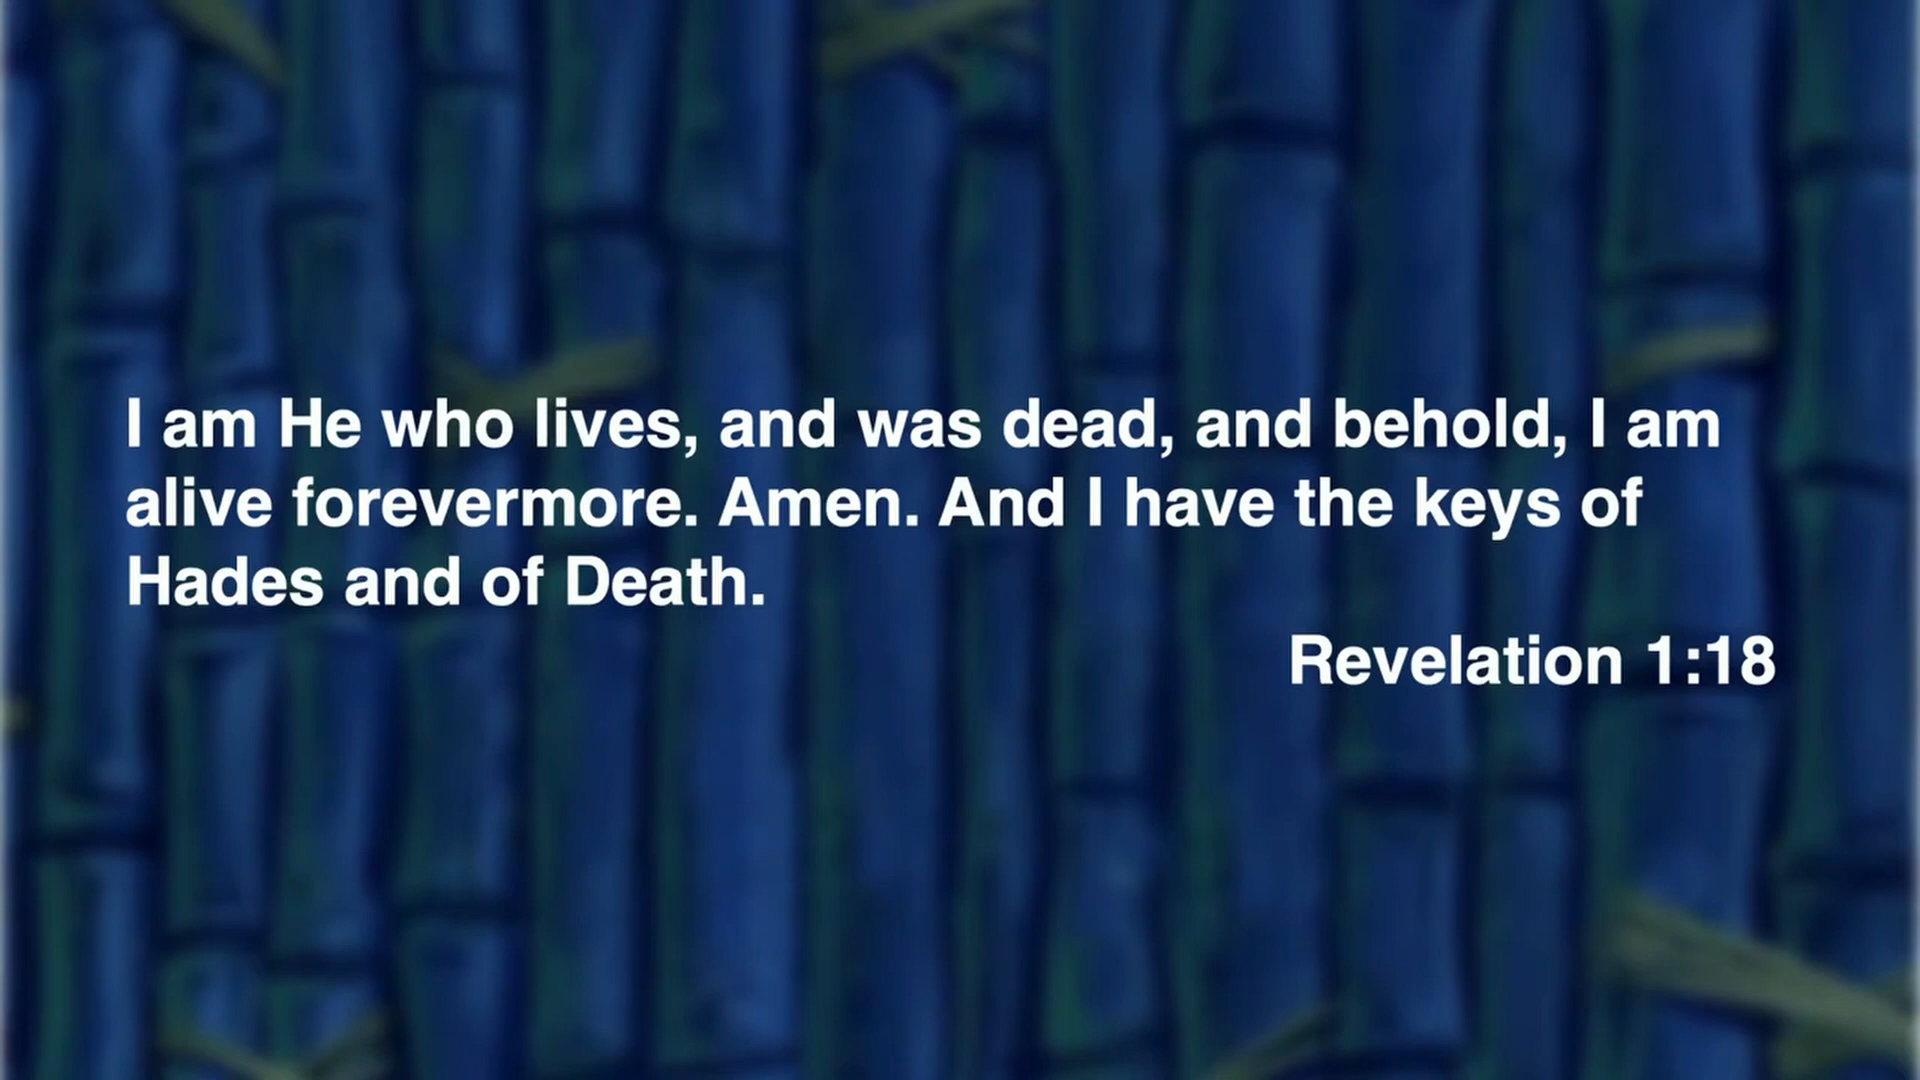 I am He who lives, and was dead, and behold, I am
alive forevermore. Amen. And I have the keys of
Hades and of Death.
Revelation 1:18